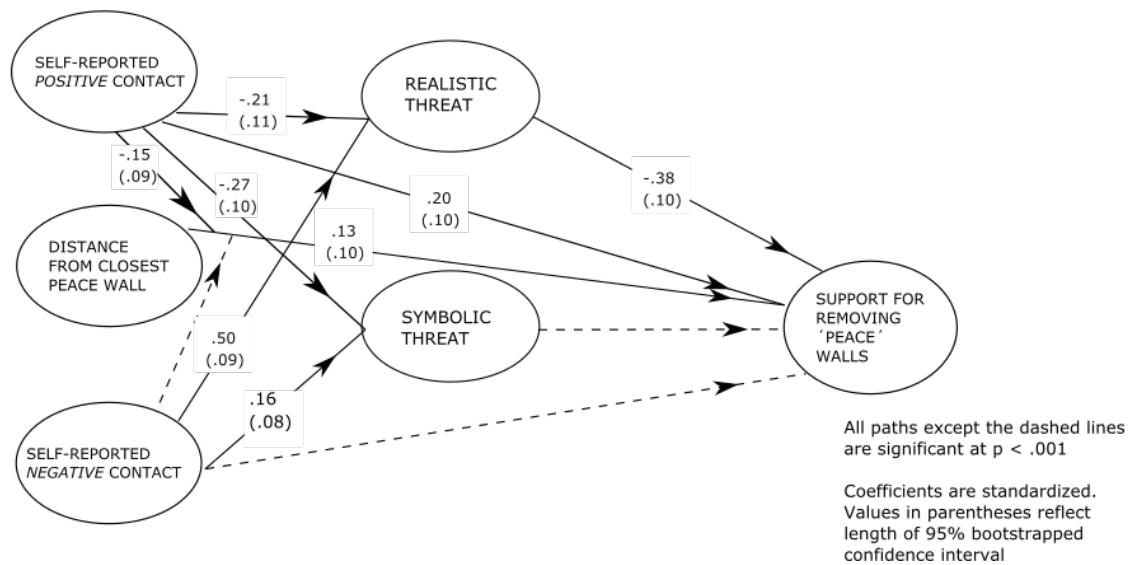 SELF-REPORTED
POSITIVE CONTACT
REALISTIC
THREAT
-.21
(.11)
-.15
(.09)
-.27
(.10)
.20
(.10)
-.38
(.10)
.13
(.10)
DISTANCE
FROM CLOSEST
PEACE WALL
SYMBOLIC
THREAT
SUPPORT FOR
REMOVING
´PEACE´
WALLS
.50
(.09)
.16
(.08)
SELF-REPORTED
NEGATIVE CONTACT
All paths except the dashed lines
are significant at p < .001
Coefficients are standardized.
Values in parentheses reflect
length of 95% bootstrapped
confidence interval